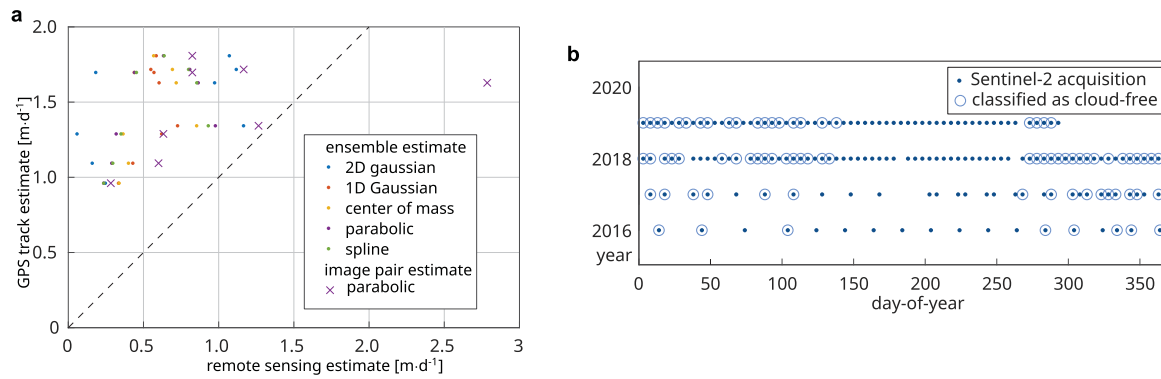 a
2.0
1.5
1.0
0.5
0
GPS track estimate [m·d⁻¹]
ensemble estimate
2D gaussian
1D Gaussian
center of mass
parabolic
spline
image pair estimate
parabolic
0 0.5 1.0 1.5 2.0 2.5 3
remote sensing estimate [m·d⁻¹]
b
Sentinel-2 acquisition
classified as cloud-free
2020
2018
2016
year
0 50 100 150 200 250 300 350
day-of-year